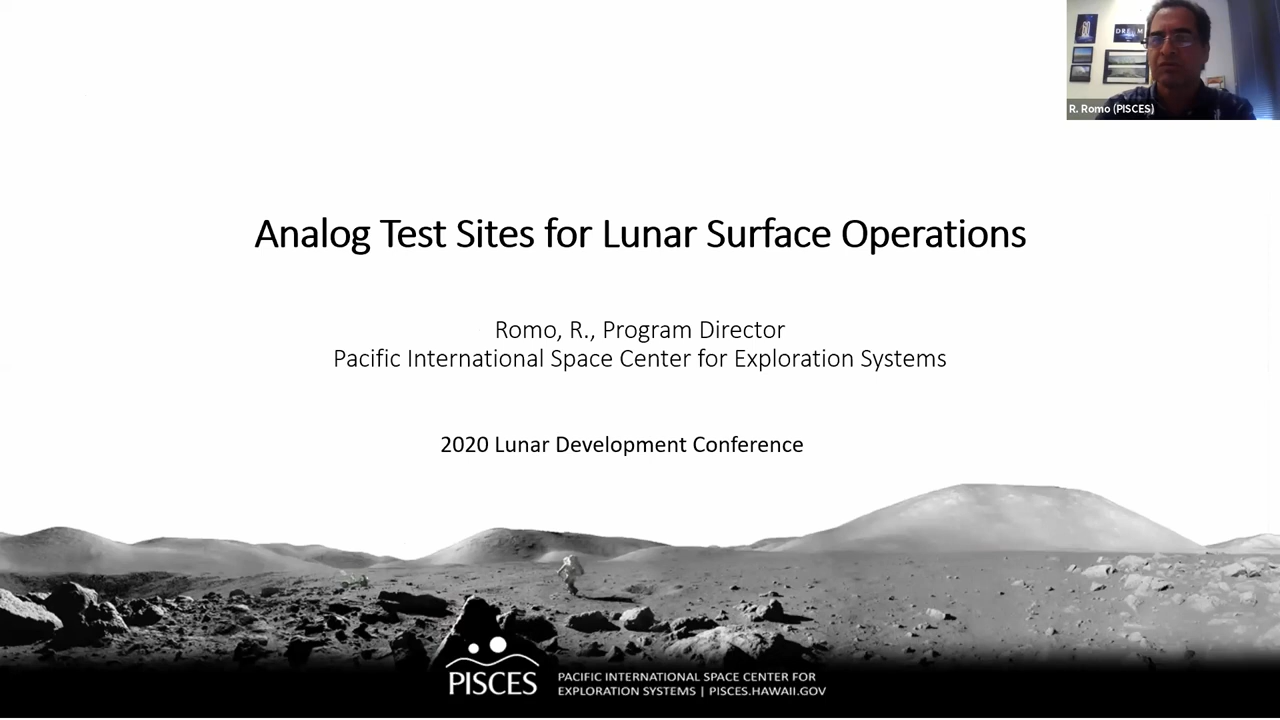 DRE M
R. Romo (PISCES)
Analog Test Sites for Lunar Surface Operations
Romo, R., Program Director
Pacific International Space Center for Exploration Systems
2020 Lunar Development Conference
PISCES
PACIFIC INTERNATIONAL SPACE CENTER FOR
EXPLORATION SYSTEMS | PISCES.HAWAII.GOV